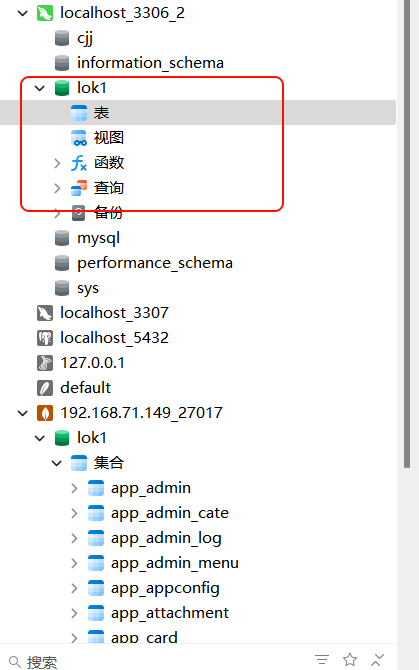 localhost_3306_2
cjj
information_schema
lok1
表
视图
函数
查询
备份
mysql
performance_schema
sys
localhost_3307
localhost_5432
127.0.0.1
default
192.168.71.149_27017
lok1
集合
app_admin
app_admin_cate
app_admin_log
app_admin_menu
app_appconfig
app_attachment
app_card
搜索